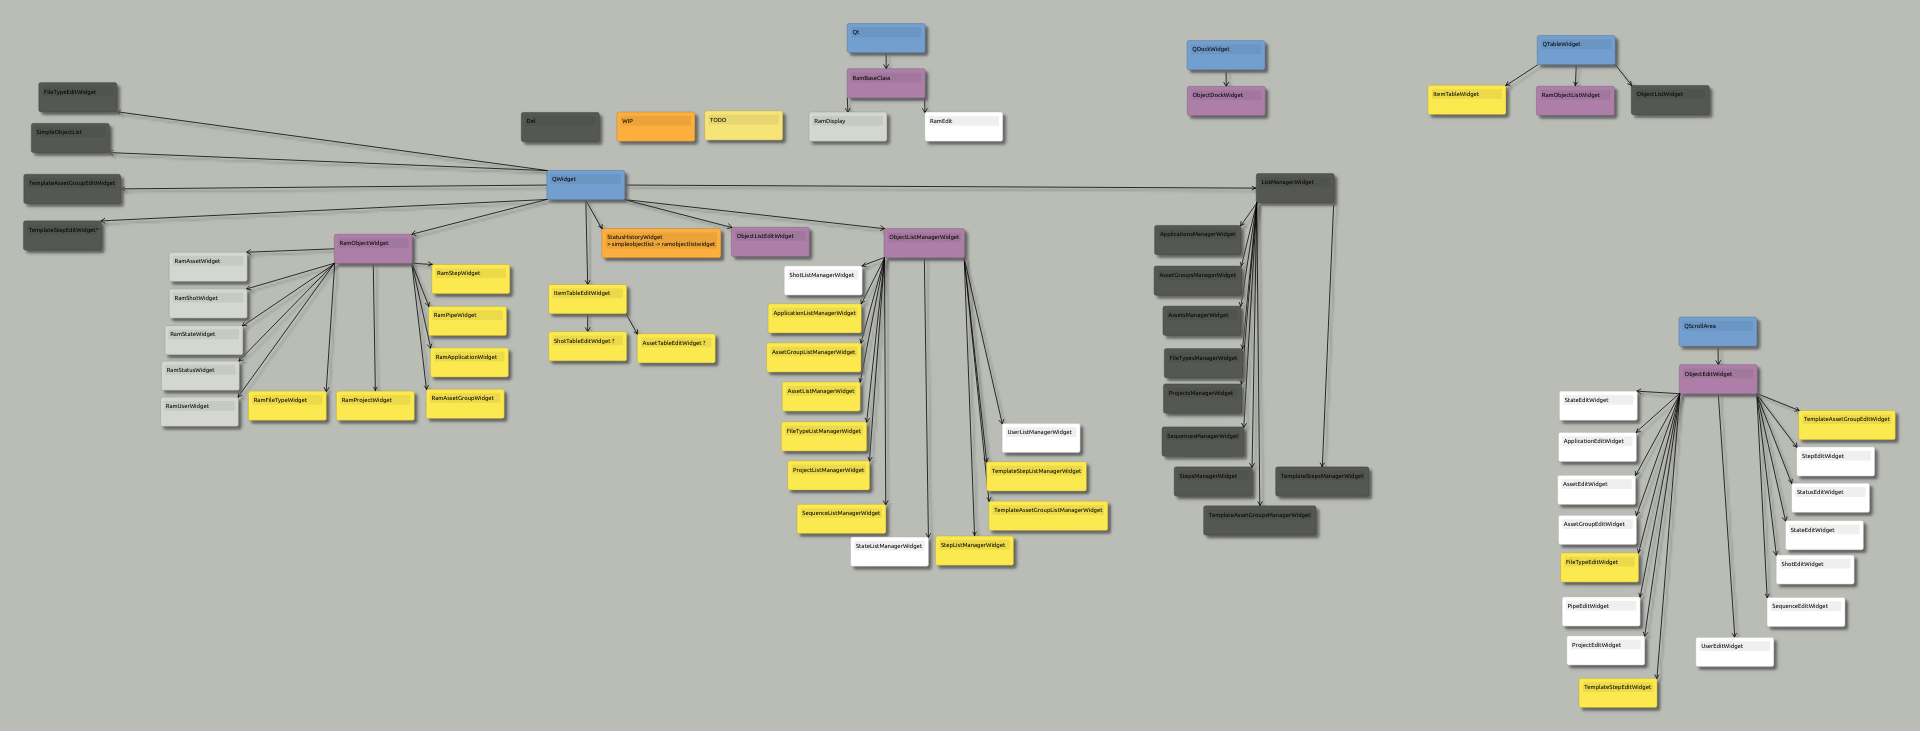 Qt
QTableWidget
QDockWidget
RamBaseClass
FileTypeEditWidget
ItemTableWidget
RamObjectListWidget
ObjectListWidget
ObjectDockWidget
Del
WIP
TODO
RamDisplay
RamEdit
SimpleObjectList
QWidget
ListManagerWidget
TemplateAssetGroupEditWidget
TemplateStepEditWidget*
RamObjectWidget
StatusHistoryWidget
> simpleobjectlist -> ramobjectlistwidget
ObjectListEditWidget
ObjectListManagerWidget
ApplicationsManagerWidget
RamAssetWidget
RamStepWidget
ShotListManagerWidget
AssetGroupsManagerWidget
RamShotWidget
ItemTableEditWidget
RamPipeWidget
ApplicationListManagerWidget
AssetsManagerWidget
RamStateWidget
ShotTableEditWidget ?
AssetTableEditWidget ?
QScrollArea
RamApplicationWidget
AssetGroupListManagerWidget
FileTypesManagerWidget
RamStatusWidget
ObjectEditWidget
AssetListManagerWidget
ProjectsManagerWidget
RamUserWidget
RamFileTypeWidget
RamProjectWidget
RamAssetGroupWidget
StateEditWidget
TemplateAssetGroupEditWidget
FileTypeListManagerWidget
UserListManagerWidget
SequencesManagerWidget
ApplicationEditWidget
StepEditWidget
ProjectListManagerWidget
TemplateStepListManagerWidget
StepsManagerWidget
TemplateStepsManagerWidget
AssetEditWidget
StatusEditWidget
SequenceListManagerWidget
TemplateAssetGroupListManagerWidget
TemplateAssetGroupsManagerWidget
AssetGroupEditWidget
StateEditWidget
StateListManagerWidget
StepListManagerWidget
FileTypeEditWidget
ShotEditWidget
PipeEditWidget
SequenceEditWidget
ProjectEditWidget
UserEditWidget
TemplateStepEditWidget